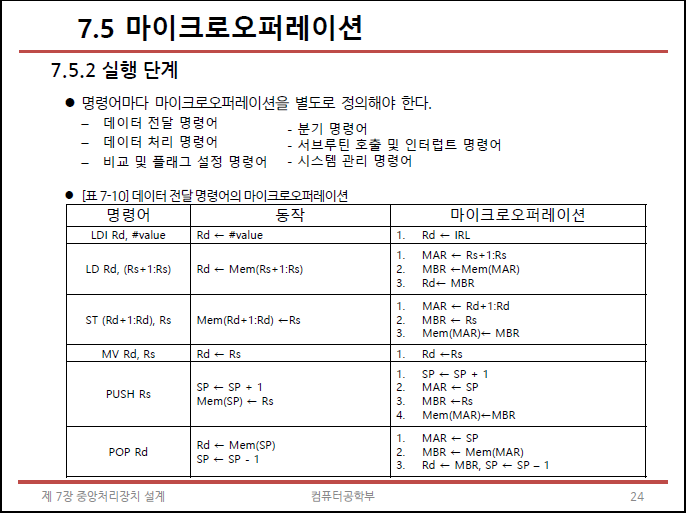 7.5 마이크로오퍼레이션
7.5.2 실행 단계
● 명령어마다 마이크로오퍼레이션을 별도로 정의해야 한다.
– 데이터 전달 명령어
– 데이터 처리 명령어
– 비교 및 플래그 설정 명령어
- 분기 명령어
- 서브루틴 호출 및 인터럽트 명령어
- 시스템 관리 명령어
● [표 7-10] 데이터 전달 명령어의 마이크로오퍼레이션
명령어 동작 마이크로오퍼레이션
LDI Rd, #value Rd ← #value 1. Rd ← IRL
LD Rd, (Rs+1:Rs) Rd ← Mem(Rs+1:Rs)
1. MAR ← Rs+1:Rs
2. MBR ←Mem(MAR)
3. Rd← MBR
ST (Rd+1:Rd), Rs Mem(Rd+1:Rd) ←Rs
1. MAR ← Rd+1:Rd
2. MBR ← Rs
3. Mem(MAR)← MBR
MV Rd, Rs Rd ← Rs 1. Rd ←Rs
PUSH Rs
SP ← SP + 1
Mem(SP) ← Rs
1. SP ← SP + 1
2. MAR ← SP
3. MBR ←Rs
4. Mem(MAR)←MBR
POP Rd
Rd ← Mem(SP)
SP ← SP - 1
1. MAR ← SP
2. MBR ← Mem(MAR)
3. Rd ← MBR, SP ← SP – 1
제 7장 중앙처리장치 설계 컴퓨터공학부 24